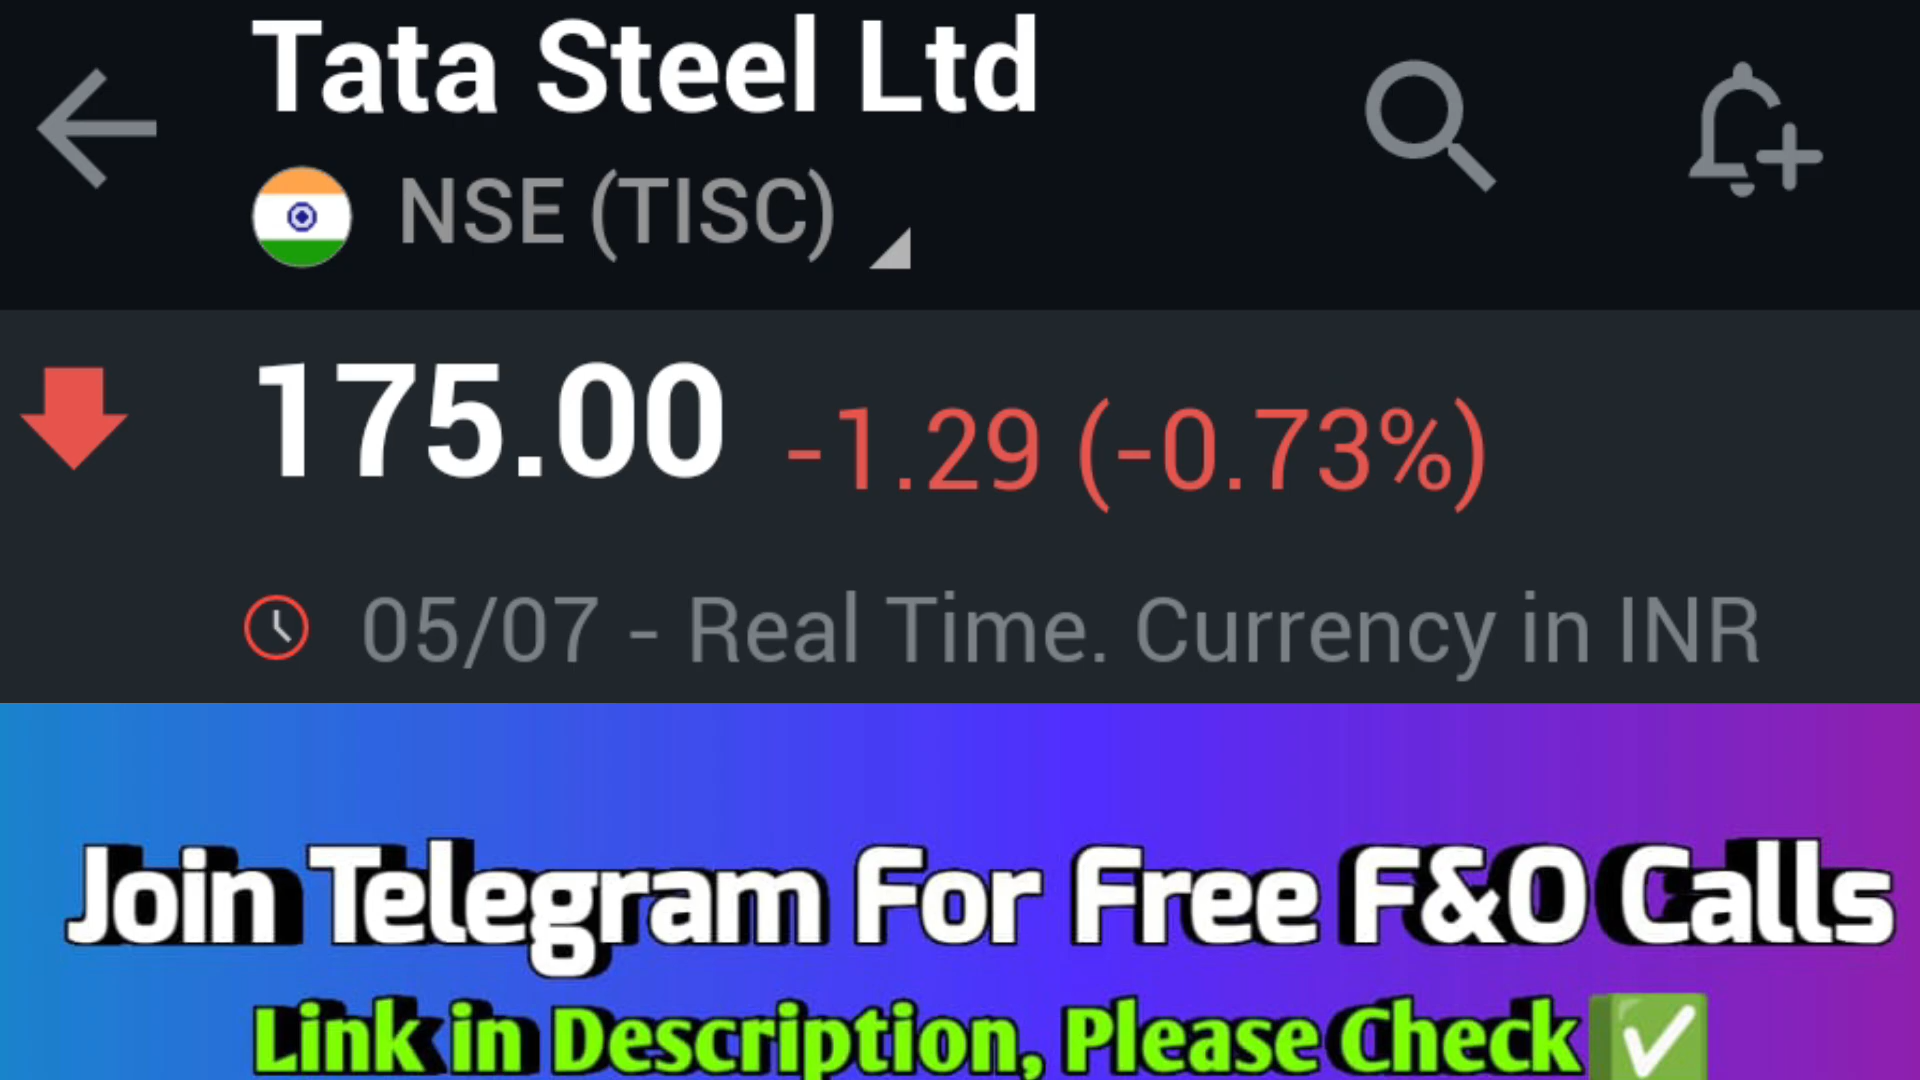 Tata Steel Ltd
NSE (TISC)
175.00 -1.29 (-0.73%)
05/07 - Real Time. Currency in INR
Join Telegram For Free F&O Calls
Link in Description, Please Check ✅